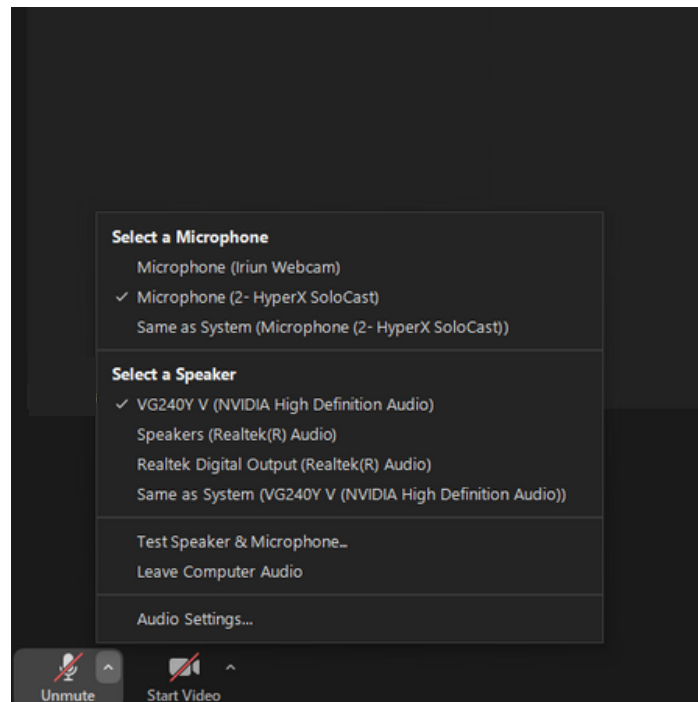 Select a Microphone
Microphone (Iriun Webcam)
Microphone (2- HyperX SoloCast)
Same as System (Microphone (2- HyperX SoloCast))
Select a Speaker
VG240Y V (NVIDIA High Definition Audio)
Speakers (Realtek(R) Audio)
Realtek Digital Output (Realtek(R) Audio)
Same as System (VG240Y V (NVIDIA High Definition Audio))
Test Speaker & Microphone...
Leave Computer Audio
Audio Settings...
Unmute
Start Video